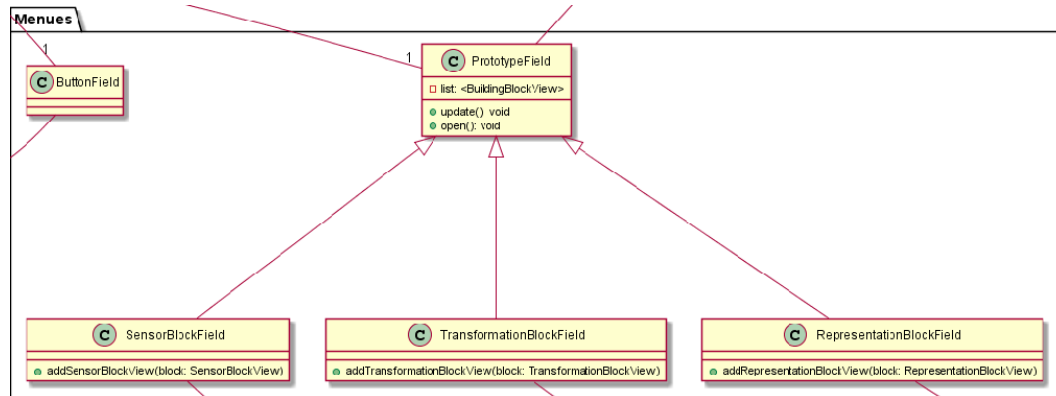 Menues
1
C ButtonField
1
C PrototypeField
list: <BuildingBlockView>
update() void
open(): void
C SensorBlockField
addSensorBlockView(block: SensorBlockView)
C TransformationBlockField
addTransformationBlockView(block: TransformationBlockView)
C RepresentationBlockField
addRepresentationBlockView(block: RepresentationBlockView)